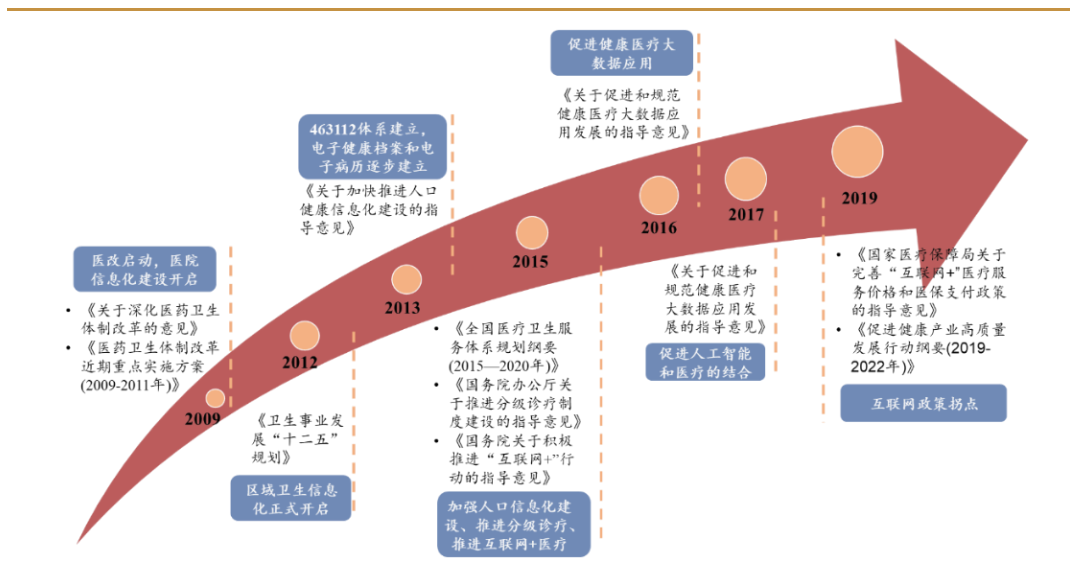 医改启动，医院
信息化建设开启
• 《关于深化医药卫生
体制改革的意见》
• 《医药卫生体制改革
近期重点实施方案
(2009-2011年)》
2009
2012
《卫生事业发
展“十二五”
规划》
区域卫生信息
化正式开启
463112体系建立，
电子健康档案和电
子病历逐步建立
《关于加快推进人口
健康信息化建设的指
导意见》
2013
2015
• 《全国医疗卫生服
务体系规划纲要
(2015—2020年)》
• 《国务院办公厅关
于推进分级诊疗制
度建设的指导意见》
• 《国务院关于积极
推进“互联网+”行
动的指导意见》
加强人口信息化建
设、推进分级诊疗、
推进互联网+医疗
促进健康医疗大
数据应用
《关于促进和规范
健康医疗大数据应
用发展的指导意见》
2016
2017
《关于促进和
规范健康医疗
大数据应用发
展的指导意见》
促进人工智能
和医疗的结合
2019
• 《国家医疗保障局关于
完善“互联网+”医疗服
务价格和医保支付政策
的指导意见》
• 《促进健康产业高质量
发展行动纲要(2019-
2022年)》
互联网政策拐点